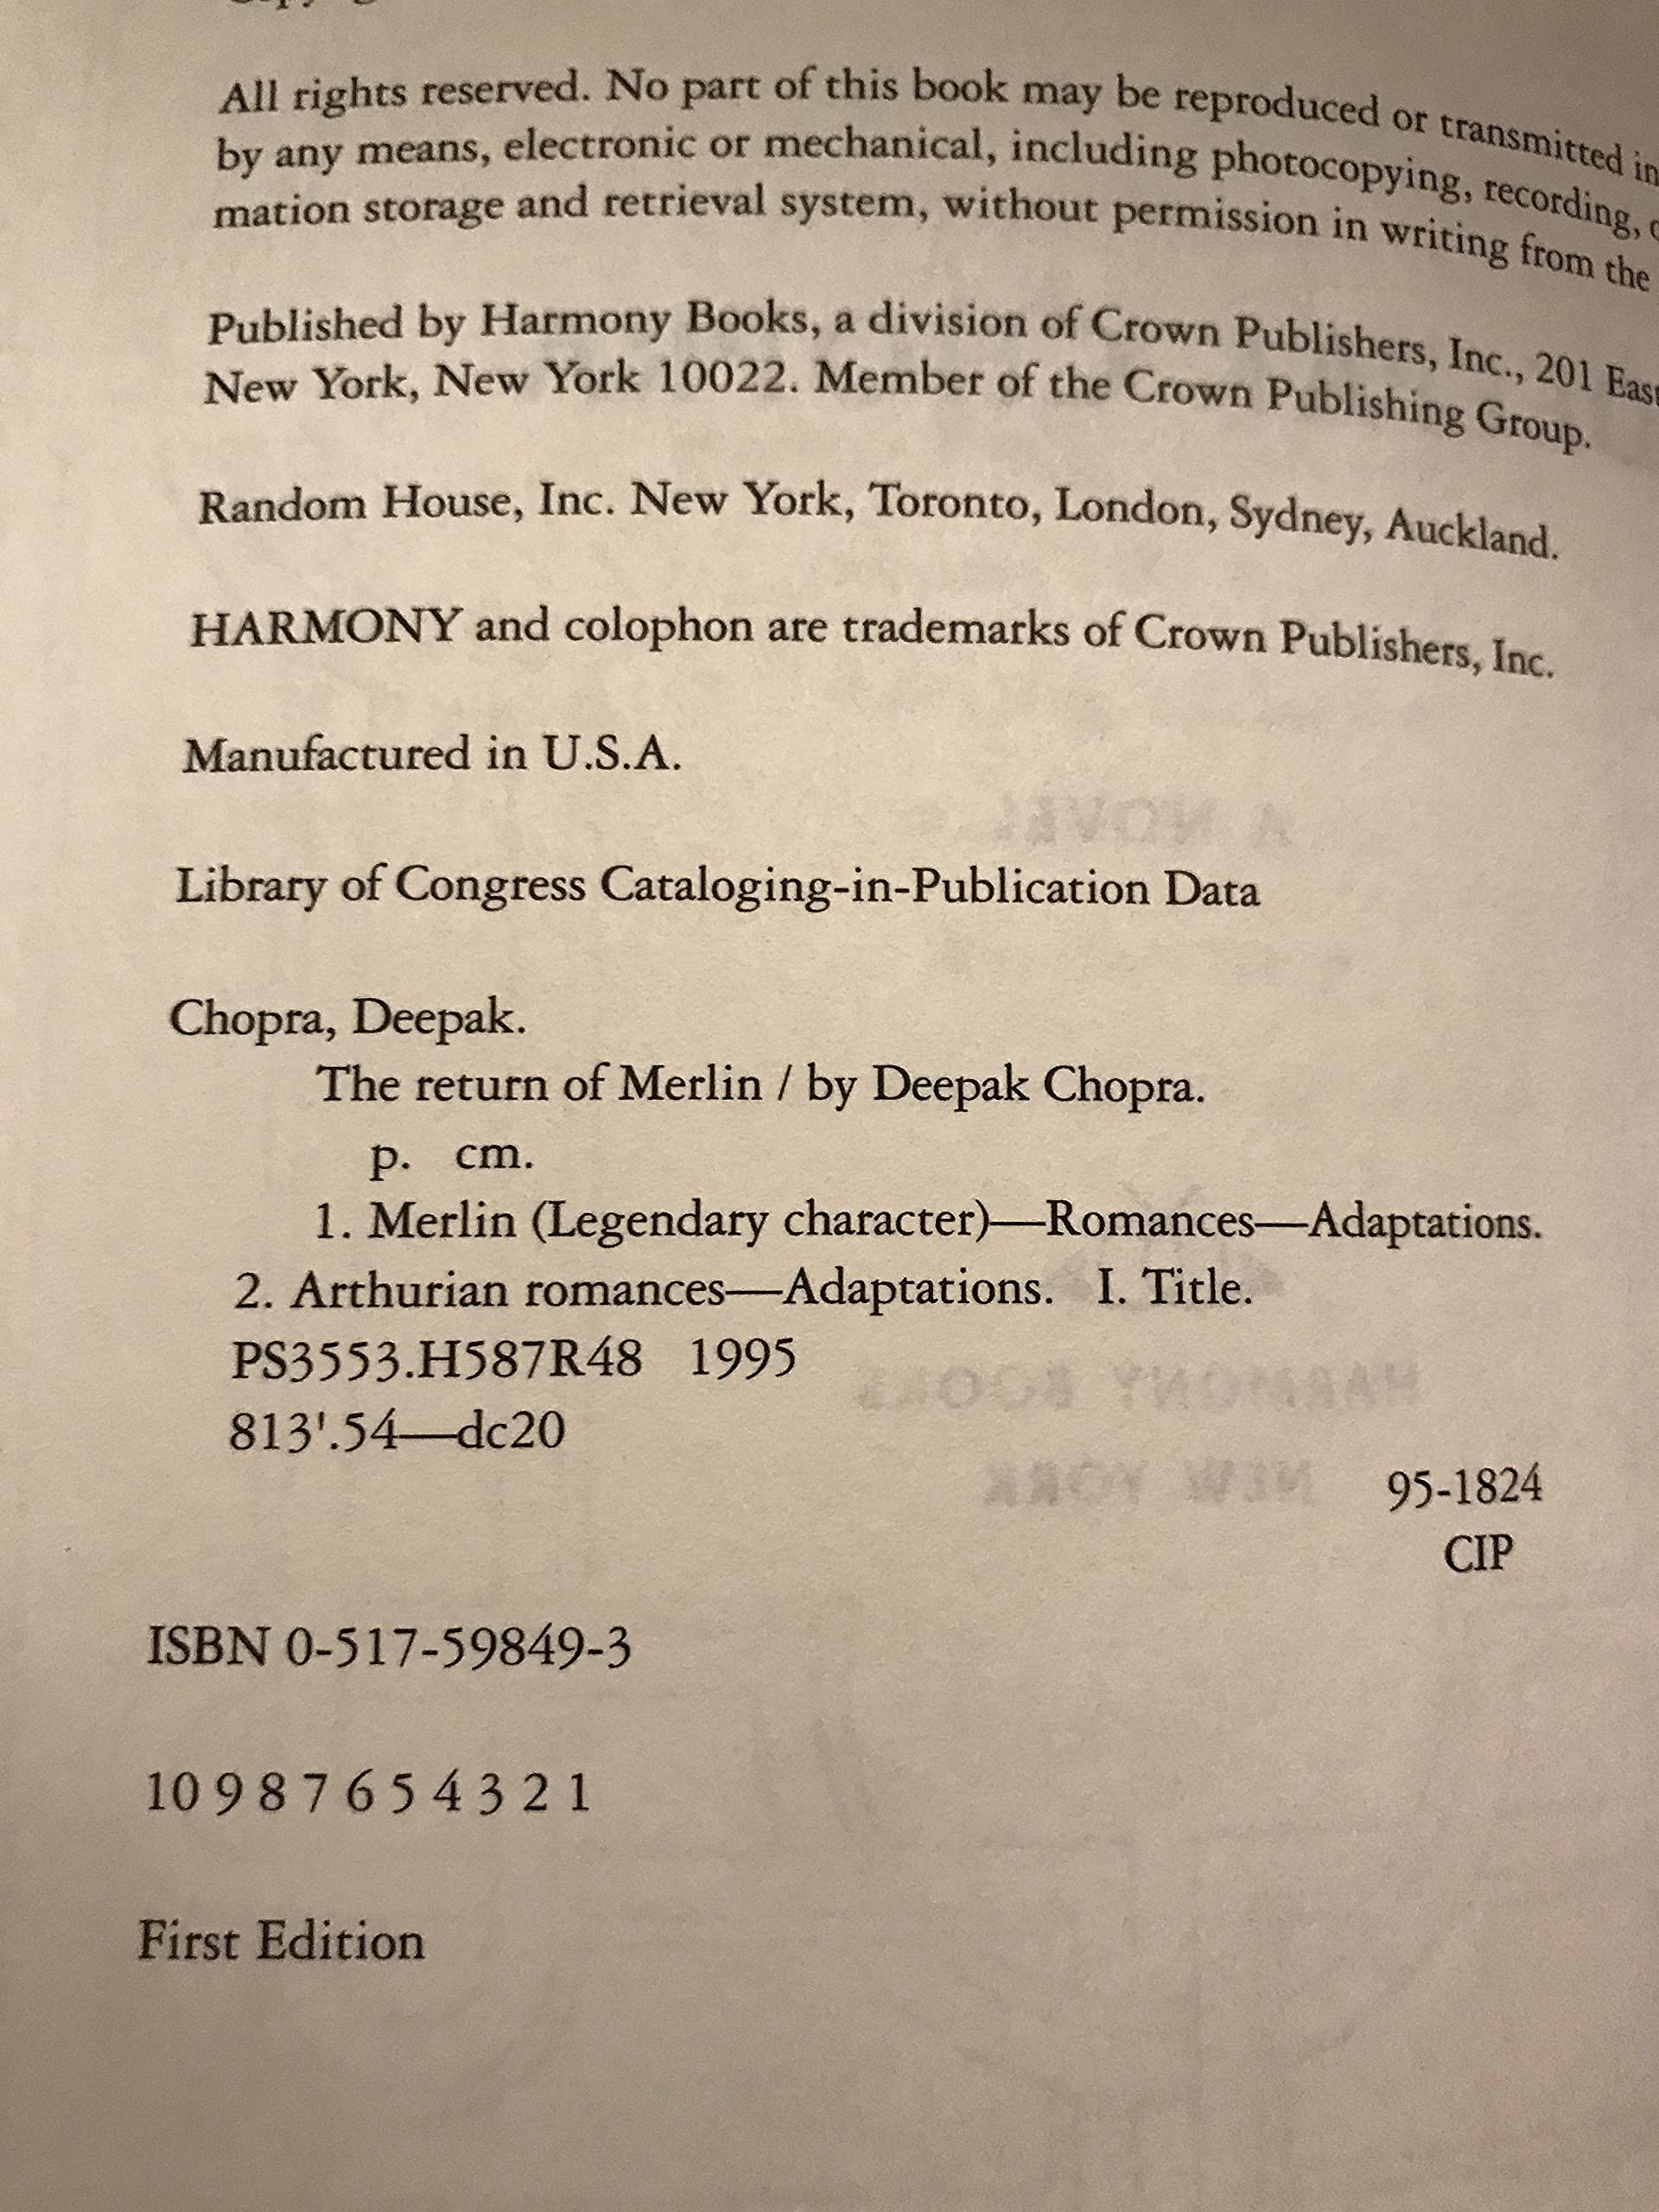 All rights reserved. No part of this book may be reproduced or transmitted in
by any means, electronic or mechanical, including photocopying, recording,
mation storage and retrieval system, without permission in writing from the
Published by Harmony Books, a division of Crown Publishers, Inc., 201 East
New York, New York 10022. Member of the Crown Publishing Group.
Random House, Inc. New York, Toronto, London, Sydney, Auckland.
HARMONY and colophon are trademarks of Crown Publishers, Inc.
Manufactured in U.S.A.
A NOVEL
Library of Congress Cataloging-in-Publication Data
Chopra, Deepak.
The return of Merlin / by Deepak Chopra.
p. cm.
1. Merlin (Legendary character)—Romances—Adaptations.
2. Arthurian romances—Adaptations. I. Title.
PS3553.H587R48 1995
HARMONY BOOKS
813'.54—dc20
NEW YORK
95-1824
CIP
ISBN 0-517-59849-3
10 9 8 7 6 5 4 3 2 1
First Edition